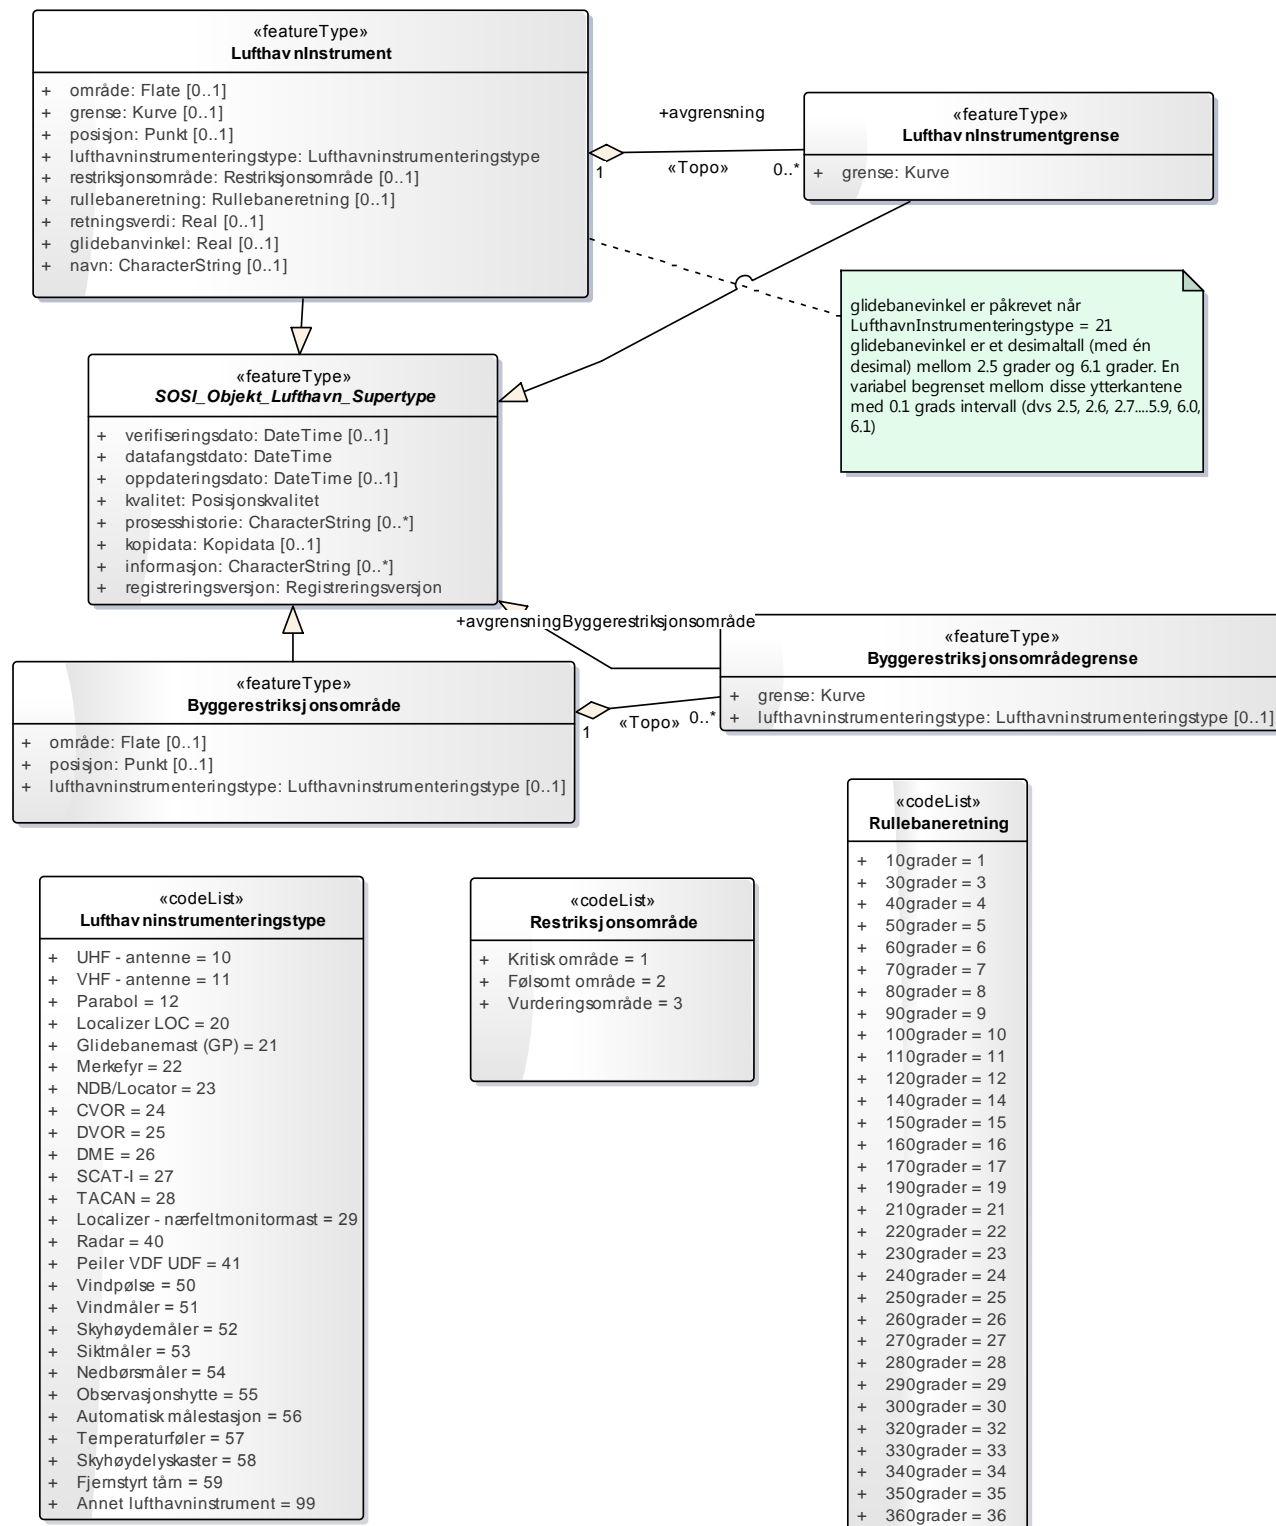 «featureType»
LufthavnInstrument
+ område: Flate [0..1]
+ grense: Kurve [0..1]
+ posisjon: Punkt [0..1]
+ lufthavninstrumenteringstype: Lufthavninstrumenteringstype
+ restriksjonsområde: Restriksjonsområde [0..1]
+ rullebaneretning: Rullebaneretning [0..1]
+ retningsverdi: Real [0..1]
+ glidebanvinkel: Real [0..1]
+ navn: CharacterString [0..1]
+avgrensning
1
«Topo»
0..*
«featureType»
LufthavnInstrumentgrense
+ grense: Kurve
glidebanevinkel er påkrevet når
LufthavnInstrumenteringstype = 21
glidebanevinkel er et desimaltall (med én
desimal) mellom 2.5 grader og 6.1 grader. En
variabel begrenset mellom disse ytterkantene
med 0.1 grads intervall (dvs 2.5, 2.6, 2.7....5.9, 6.0,
6.1)
«featureType»
SOSI_Objekt_Lufthavn_Supertype
+ verifiseringsdato: DateTime [0..1]
+ datafangstdato: DateTime
+ oppdateringsdato: DateTime [0..1]
+ kvalitet: Posisjonskvalitet
+ prosesshistorie: CharacterString [0..*]
+ kopidata: Kopidata [0..1]
+ informasjon: CharacterString [0..*]
+ registreringsversjon: Registreringsversjon
+avgrensningByggerestriksjonsområde
«featureType»
Byggerestriksjonsområdegrense
+ grense: Kurve
+ lufthavninstrumenteringstype: Lufthavninstrumenteringstype [0..1]
«featureType»
Byggerestriksjonsområde
+ område: Flate [0..1]
+ posisjon: Punkt [0..1]
+ lufthavninstrumenteringstype: Lufthavninstrumenteringstype [0..1]
1
«Topo»
0..*
«codeList»
Lufthavninstrumenteringstype
+ UHF - antenne = 10
+ VHF - antenne = 11
+ Parabol = 12
+ Localizer LOC = 20
+ Glidebanemast (GP) = 21
+ Merkefyr = 22
+ NDB/Locator = 23
+ CVOR = 24
+ DVOR = 25
+ DME = 26
+ SCAT-I = 27
+ TACAN = 28
+ Localizer - nærfeltmonitormast = 29
+ Radar = 40
+ Peiler VDF UDF = 41
+ Vindpølse = 50
+ Vindmåler = 51
+ Skyhøydemåler = 52
+ Siktmåler = 53
+ Nedbørsmåler = 54
+ Observasjonshytte = 55
+ Automatisk målestasjon = 56
+ Temperaturføler = 57
+ Skyhøydelyskaster = 58
+ Fjernstyrt tårn = 59
+ Annet lufthavninstrument = 99
«codeList»
Restriksjonsområde
+ Kritisk område = 1
+ Følsomt område = 2
+ Vurderingsområde = 3
«codeList»
Rullebaneretning
+ 10grader = 1
+ 30grader = 3
+ 40grader = 4
+ 50grader = 5
+ 60grader = 6
+ 70grader = 7
+ 80grader = 8
+ 90grader = 9
+ 100grader = 10
+ 110grader = 11
+ 120grader = 12
+ 140grader = 14
+ 150grader = 15
+ 160grader = 16
+ 170grader = 17
+ 190grader = 19
+ 210grader = 21
+ 220grader = 22
+ 230grader = 23
+ 240grader = 24
+ 250grader = 25
+ 260grader = 26
+ 270grader = 27
+ 280grader = 28
+ 290grader = 29
+ 300grader = 30
+ 320grader = 32
+ 330grader = 33
+ 340grader = 34
+ 350grader = 35
+ 360grader = 36